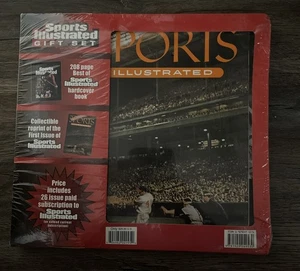 Sports
Illustrated
GIFT SET
208 page
Best of
Sports Illustrated
hardcover
book
Collectible
reprint of the
First Issue of
Sports Illustrated
Price
Includes
26 issue paid
subscription to
Sports
Illustrated
PORTS
ILLUSTRATED